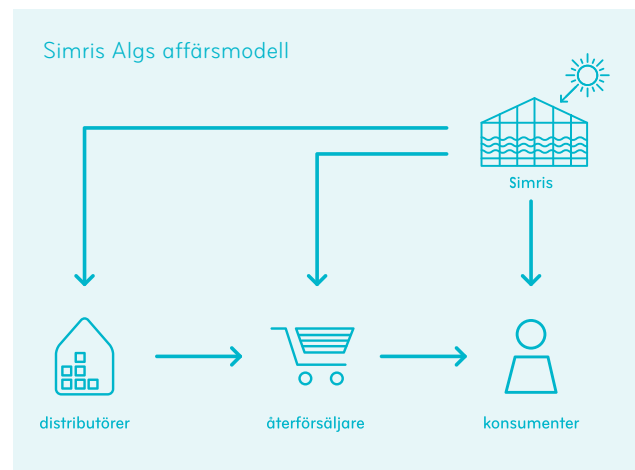 Simris Algs affärsmodell
Simris
distributörer
återförsäljare
konsumenter